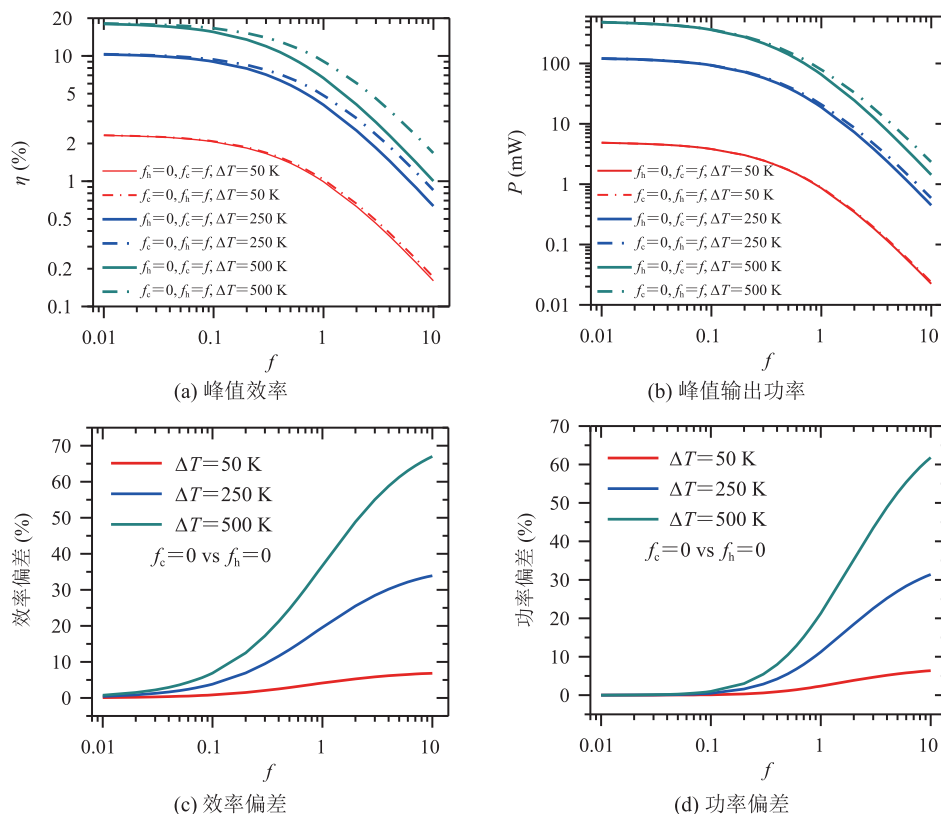 20
10
5
2
1
0.5
0.2
0.1
η (%)
f_h=0, f_c=f, ΔT=50 K
f_c=0, f_h=f, ΔT=50 K
f_h=0, f_c=f, ΔT=250 K
f_c=0, f_h=f, ΔT=250 K
f_h=0, f_c=f, ΔT=500 K
f_c=0, f_h=f, ΔT=500 K
0.01 0.1 1 10
f
(a) 峰值效率
100
10
1
0.1
0.01
P (mW)
f_h=0, f_c=f, ΔT=50 K
f_c=0, f_h=f, ΔT=50 K
f_h=0, f_c=f, ΔT=250 K
f_c=0, f_h=f, ΔT=250 K
f_h=0, f_c=f, ΔT=500 K
f_c=0, f_h=f, ΔT=500 K
0.01 0.1 1 10
f
(b) 峰值输出功率
70
60
50
40
30
20
10
0
效率偏差 (%)
ΔT=50 K
ΔT=250 K
ΔT=500 K
f_c=0 vs f_h=0
0.01 0.1 1 10
f
(c) 效率偏差
70
60
50
40
30
20
10
0
功率偏差 (%)
ΔT=50 K
ΔT=250 K
ΔT=500 K
f_c=0 vs f_h=0
0.01 0.1 1 10
f
(d) 功率偏差